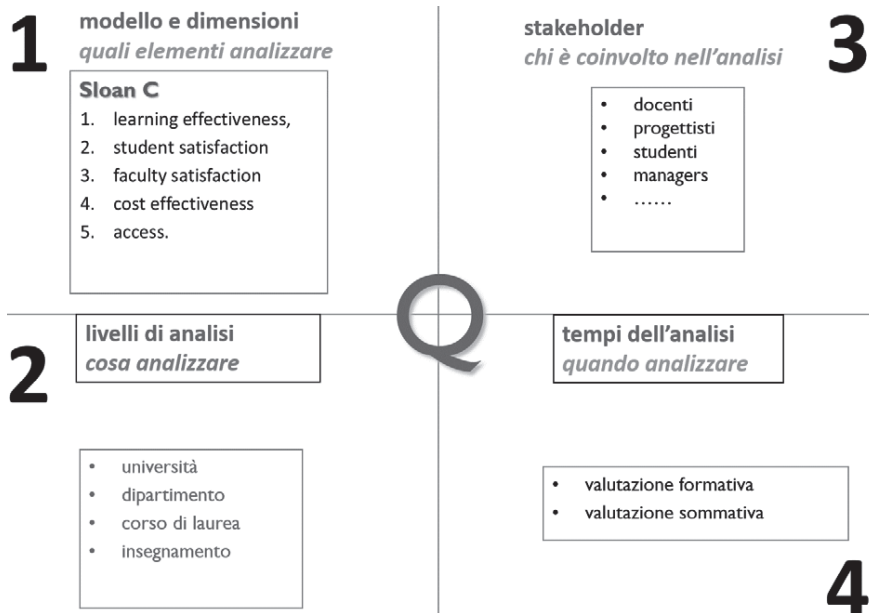 1
modello e dimensioni
quali elementi analizzare
Sloan C
1. learning effectiveness,
2. student satisfaction
3. faculty satisfaction
4. cost effectiveness
5. access.
2
livelli di analisi
cosa analizzare
• università
• dipartimento
• corso di laurea
• insegnamento
Q
3
stakeholder
chi è coinvolto nell'analisi
• docenti
• progettisti
• studenti
• managers
• ......
tempi dell'analisi
quando analizzare
• valutazione formativa
• valutazione sommativa
4